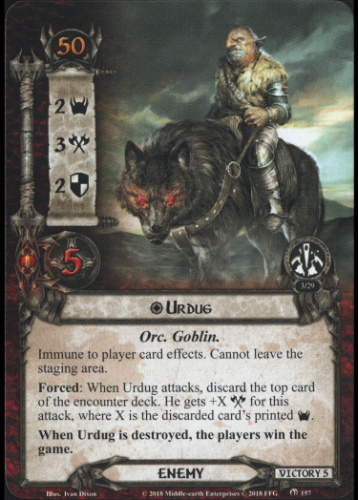 50
2
3
2
5
3/29
URDUG
Orc. Goblin.
Immune to player card effects. Cannot leave the
staging area.
Forced: When Urdug attacks, discard the top card
of the encounter deck. He gets +X for this
attack, where X is the discarded card's printed .
When Urdug is destroyed, the players win the
game.
ENEMY
VICTORY 5
Illus. Ivan Dixon
© 2018 Middle-earth Enterprises © 2018 FFG
157